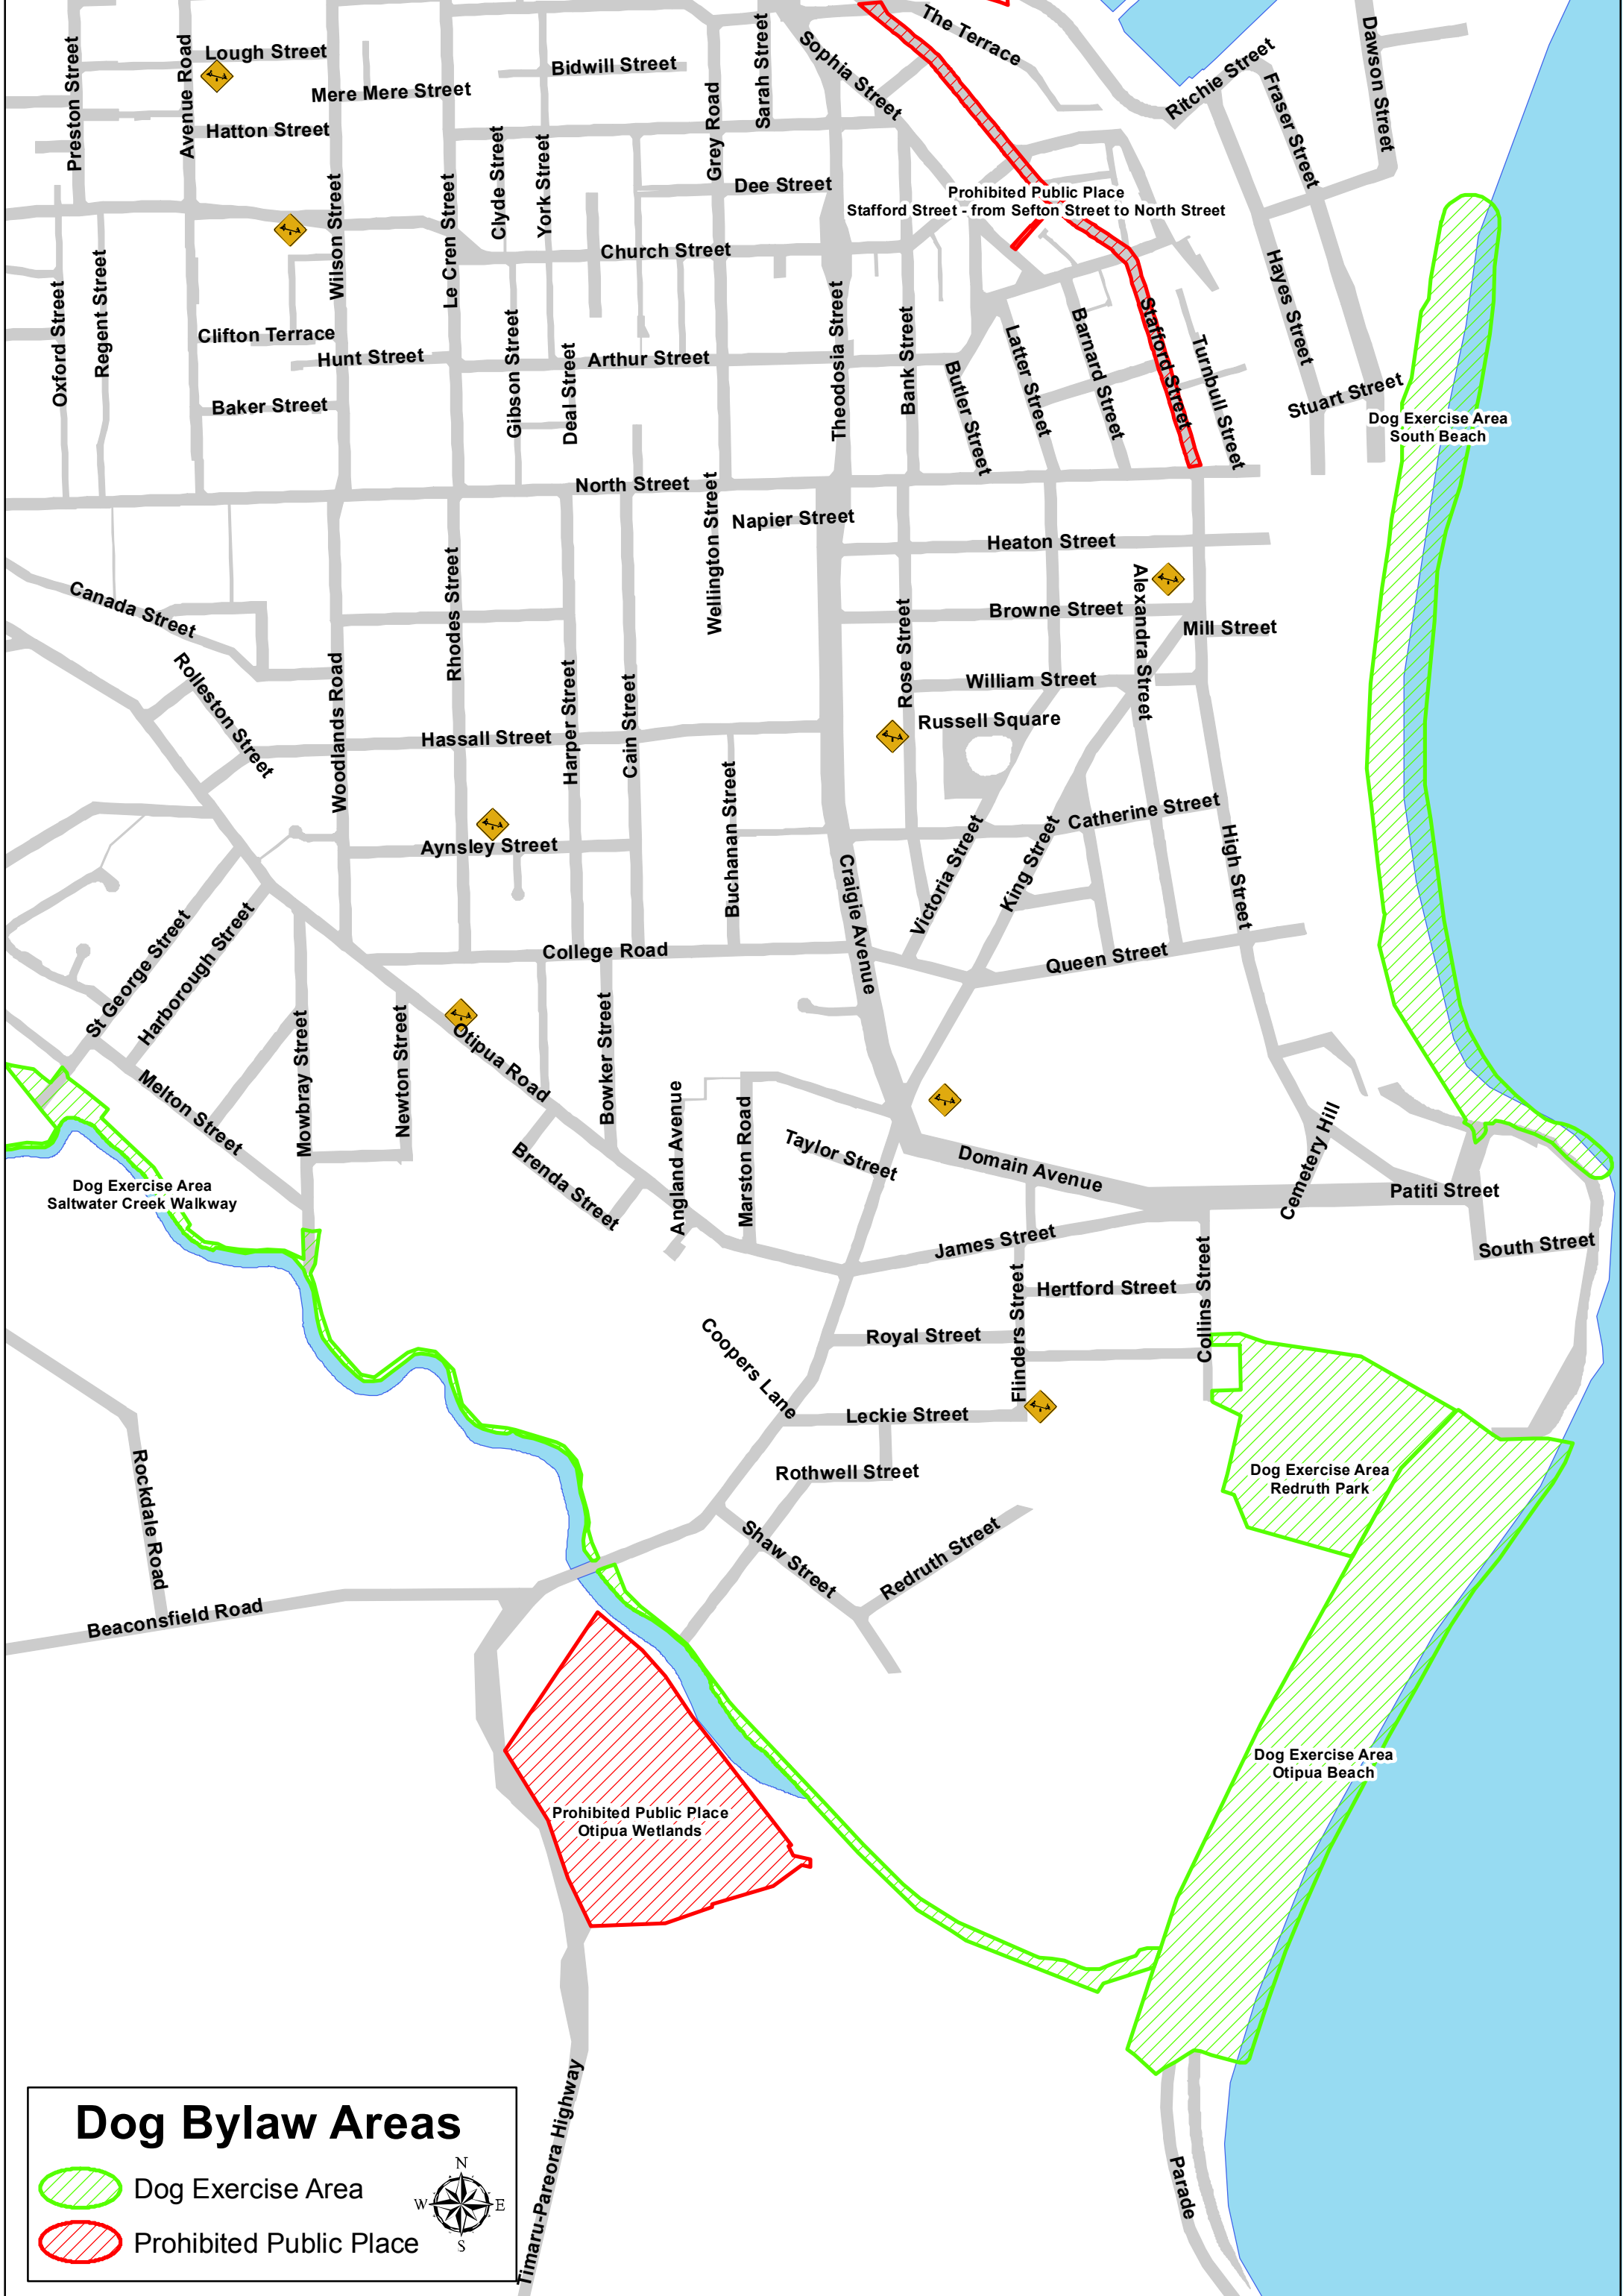 The Terrace
Sophia Street
Sarah Street
Dawson Street
Preston Street
Avenue Road
Lough Street
Bidwill Street
Ritchie Street
Fraser Street
Mere Mere Street
Grey Road
Hatton Street
Clyde Street
York Street
Dee Street
Prohibited Public Place
Stafford Street - from Sefton Street to North Street
Wilson Street
Le Cren Street
Church Street
Regent Street
Hayes Street
Oxford Street
Clifton Terrace
Hunt Street
Gibson Street
Deal Street
Arthur Street
Theodosia Street
Bank Street
Butler Street
Latter Street
Barnard Street
Stafford Street
Turnbull Street
Stuart Street
Baker Street
Dog Exercise Area
South Beach
North Street
Napier Street
Wellington Street
Heaton Street
Canada Street
Rhodes Street
Browne Street
Alexandra Street
Mill Street
Rolleston Street
Woodlands Road
Harper Street
Cain Street
Rose Street
William Street
Russell Square
Hassall Street
Buchanan Street
Catherine Street
Aynsley Street
Craigie Avenue
Victoria Street
King Street
High Street
St George Street
Harborough Street
College Road
Queen Street
Mowbray Street
Newton Street
Otipua Road
Bowker Street
Melton Street
Angland Avenue
Marston Road
Taylor Street
Domain Avenue
Cemetery Hill
Patiti Street
Brenda Street
Dog Exercise Area
Saltwater Creek Walkway
James Street
South Street
Flinders Street
Hertford Street
Collins Street
Coopers Lane
Royal Street
Leckie Street
Rockdale Road
Rothwell Street
Dog Exercise Area
Redruth Park
Shaw Street
Redruth Street
Beaconsfield Road
Dog Exercise Area
Otipua Beach
Prohibited Public Place
Otipua Wetlands
Timaru-Pareora Highway
Parade
Dog Bylaw Areas
Dog Exercise Area
Prohibited Public Place
N
W
E
S